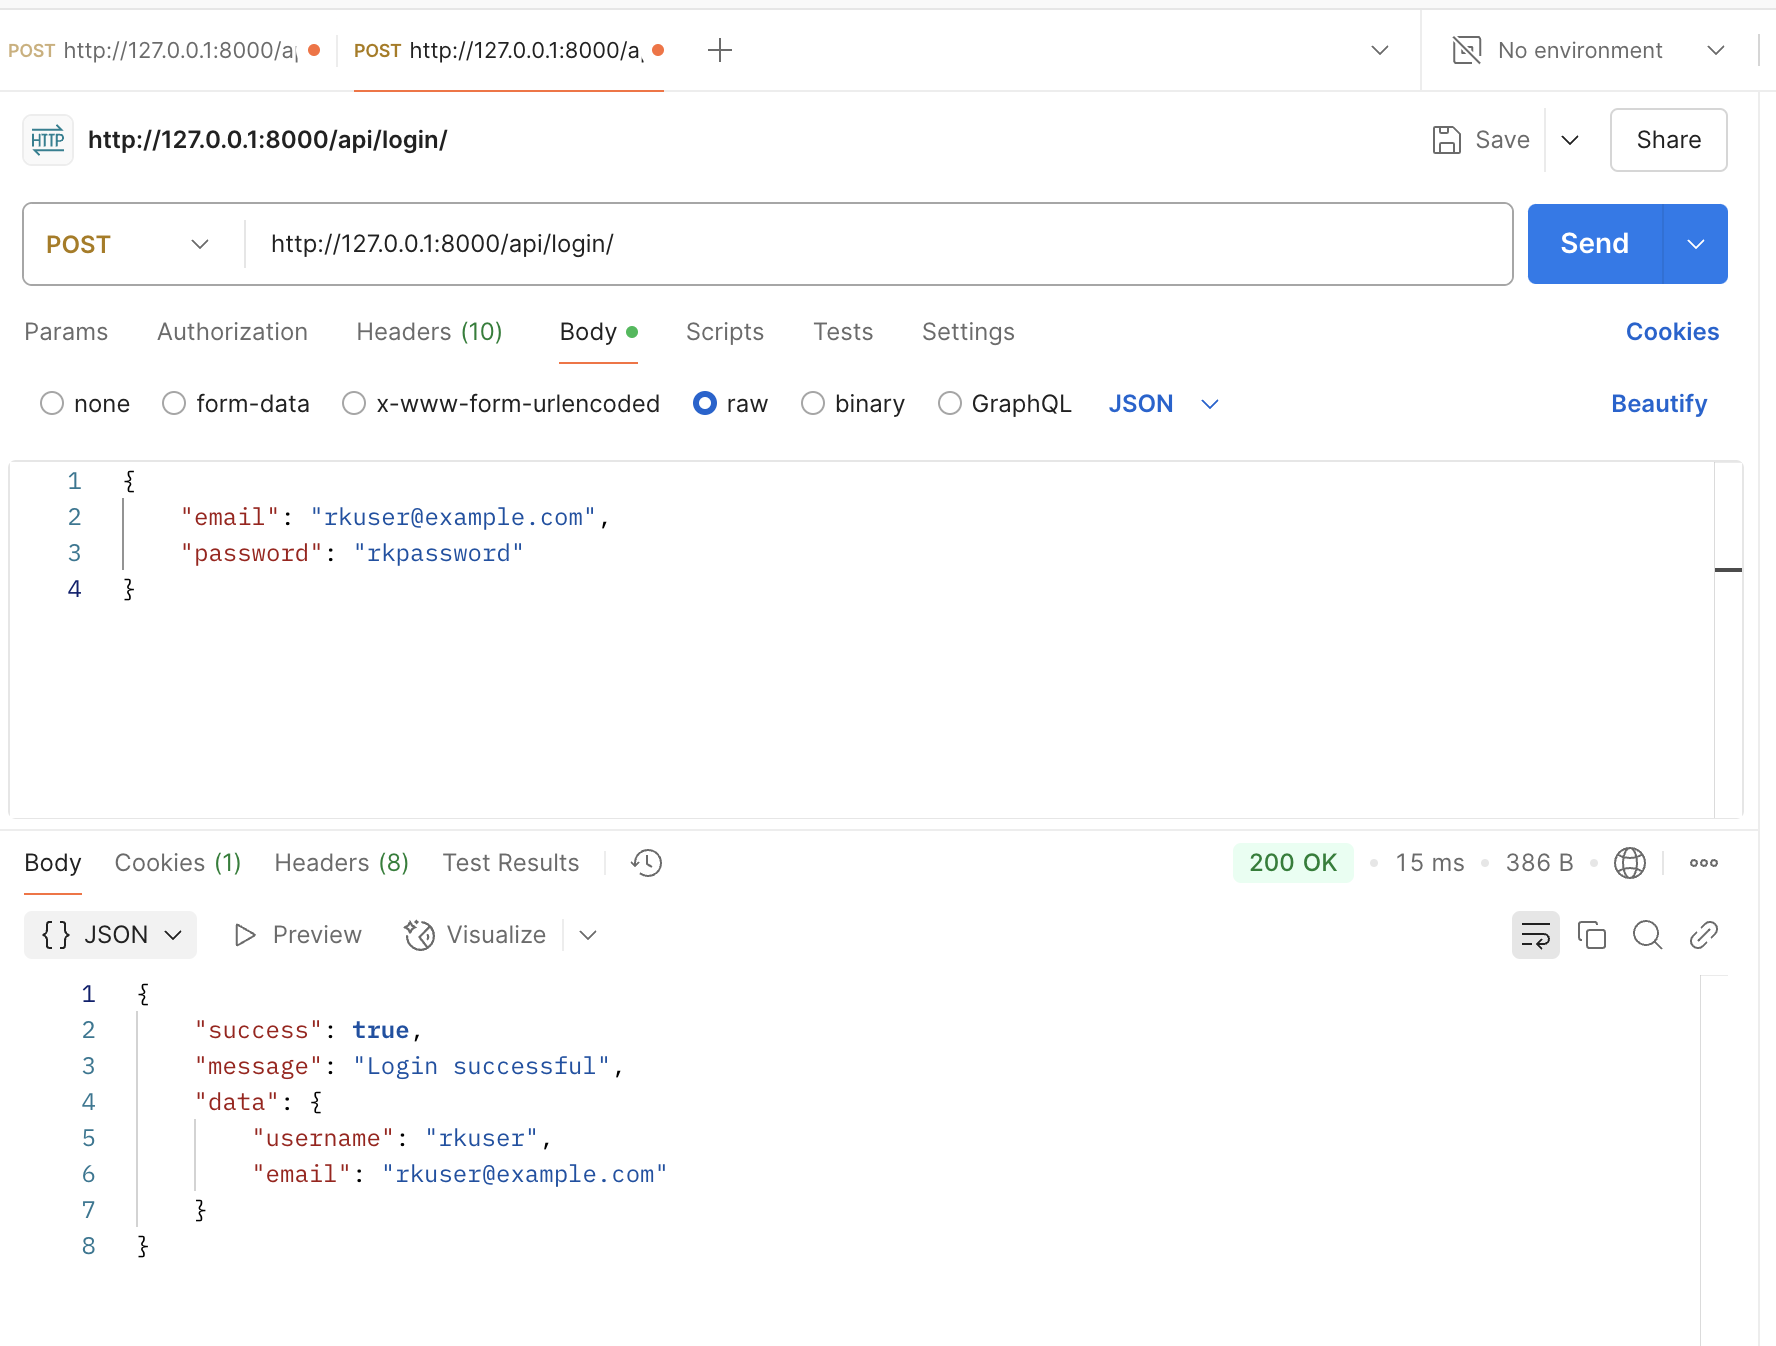 POST http://127.0.0.1:8000/a POST http://127.0.0.1:8000/a No environment
HTTP http://127.0.0.1:8000/api/login/ Save Share
POST http://127.0.0.1:8000/api/login/ Send
Params Authorization Headers (10) Body Scripts Tests Settings Cookies
none form-data x-www-form-urlencoded raw binary GraphQL JSON Beautify
1 {
2 "email": "rkuser@example.com",
3 "password": "rkpassword"
4 }
Body Cookies (1) Headers (8) Test Results 200 OK 15 ms 386 B
{} JSON Preview Visualize
1 {
2 "success": true,
3 "message": "Login successful",
4 "data": {
5 "username": "rkuser",
6 "email": "rkuser@example.com"
7 }
8 }